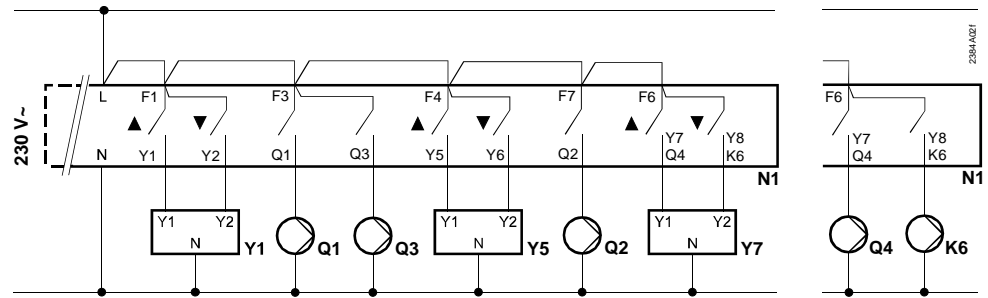 2384A02f
230 V~
L F1 F3 F4 F7 F6 F6
Y7 Y8 Y7 Y8
N Y1 Y2 Q1 Q3 Y5 Y6 Q2 Q4 K6 Q4 K6
N1 N1
Y1 Y2 Y1 Y2 Y1 Y2
N Y1 Q1 Q3 N Y5 Q2 N Y7 Q4 K6